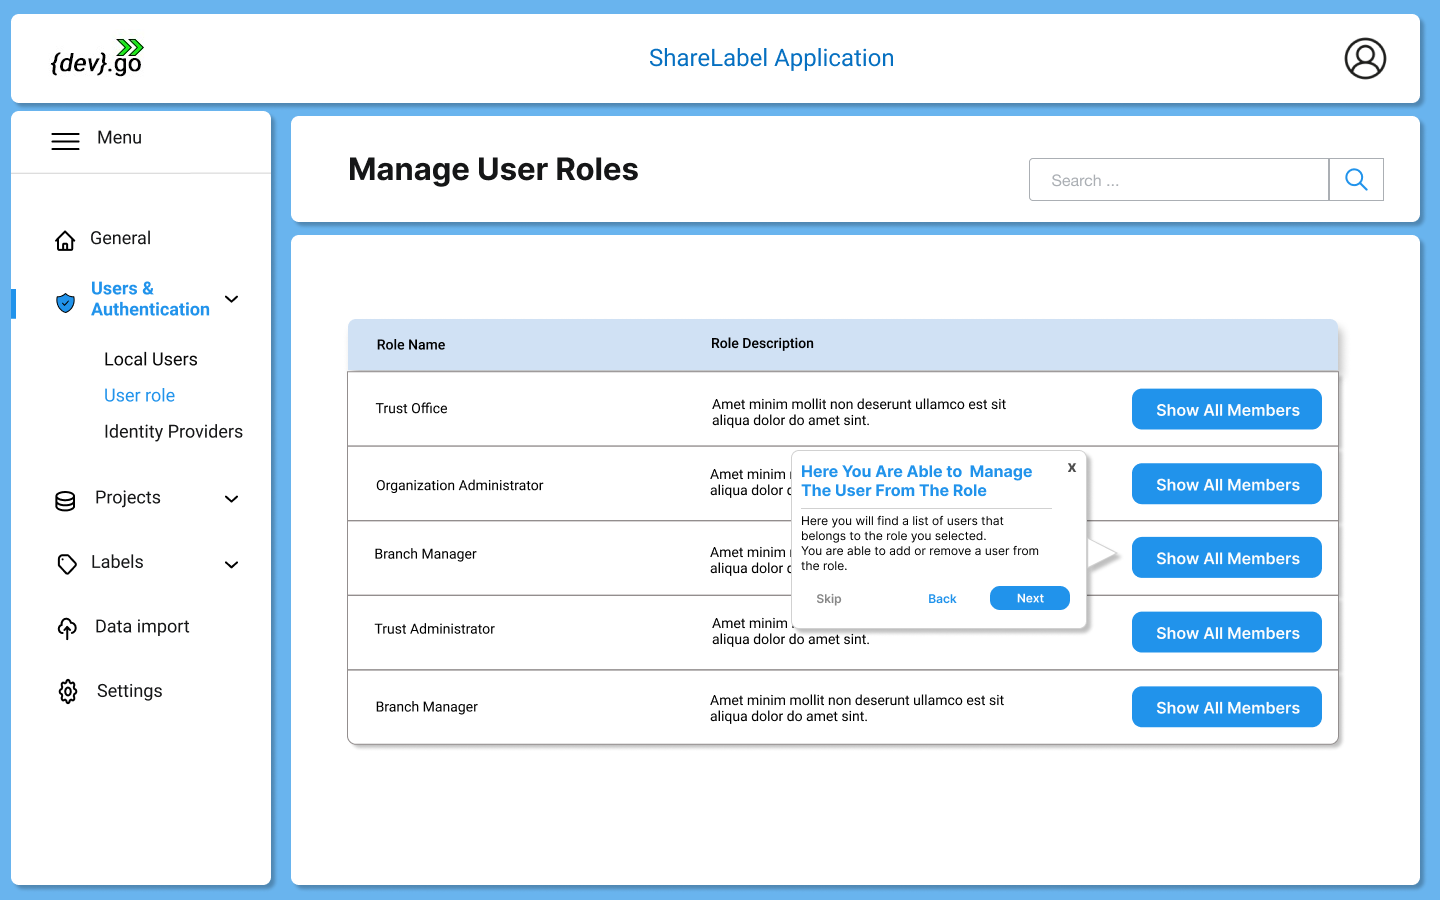 {dev}.go
ShareLabel Application
Menu
General
Users &
Authentication
Local Users
User role
Identity Providers
Projects
Labels
Data import
Settings
Manage User Roles
Search ...
Role Name
Role Description
Trust Office
Amet minim mollit non deserunt ullamco est sit
aliqua dolor do amet sint.
Show All Members
Organization Administrator
Amet minim
aliqua dolor
Show All Members
Branch Manager
Amet minim
aliqua dolor
Show All Members
Here You Are Able to  Manage
The User From The Role
x
Here you will find a list of users that
belongs to the role you selected.
You are able to add or remove a user from
the role.
Skip
Back
Next
Trust Administrator
Amet minim
aliqua dolor do amet sint.
Show All Members
Branch Manager
Amet minim mollit non deserunt ullamco est sit
aliqua dolor do amet sint.
Show All Members